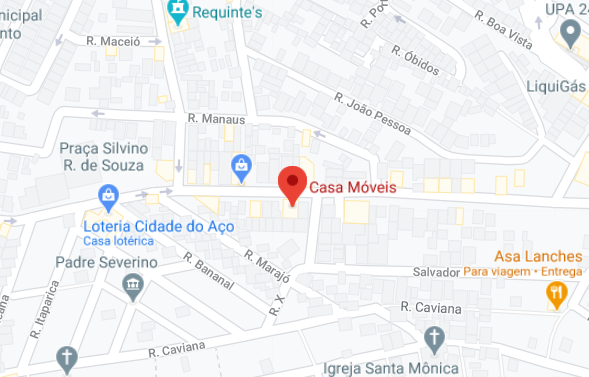 Requinte's
UPA 24
nicipal
nto
R. Maceió
R. Pox
R. Boa Vista
R. Óbidos
LiquiGás
R. João Pessoa
R. Manaus
Praça Silvino
R. de Souza
Casa Móveis
Loteria Cidade do Aço
Casa lotérica
Asa Lanches
Para viagem • Entrega
Padre Severino
R. Bananal
R. Marajó
Salvador
R. Itaparica
R. X
R. Caviana
R. Caviana
Igreja Santa Mônica